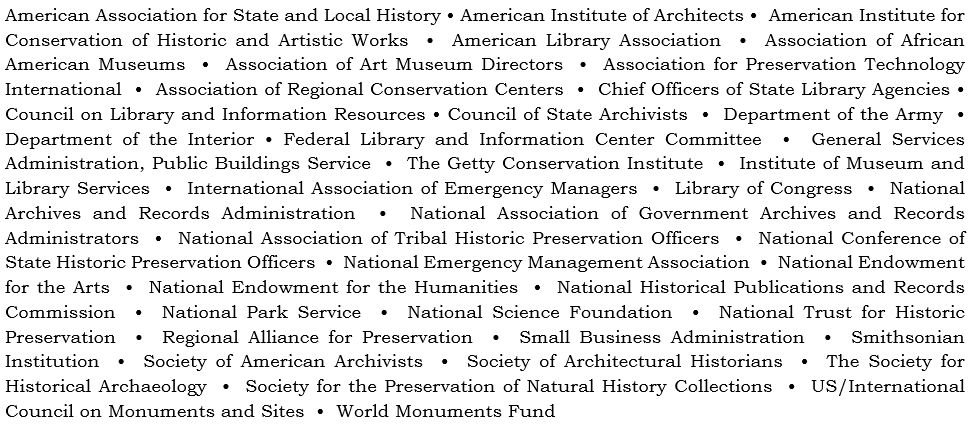 American Association for State and Local History • American Institute of Architects • American Institute for
Conservation of Historic and Artistic Works • American Library Association • Association of African
American Museums • Association of Art Museum Directors • Association for Preservation Technology
International • Association of Regional Conservation Centers • Chief Officers of State Library Agencies •
Council on Library and Information Resources • Council of State Archivists • Department of the Army •
Department of the Interior • Federal Library and Information Center Committee • General Services
Administration, Public Buildings Service • The Getty Conservation Institute • Institute of Museum and
Library Services • International Association of Emergency Managers • Library of Congress • National
Archives and Records Administration • National Association of Government Archives and Records
Administrators • National Association of Tribal Historic Preservation Officers • National Conference of
State Historic Preservation Officers • National Emergency Management Association • National Endowment
for the Arts • National Endowment for the Humanities • National Historical Publications and Records
Commission • National Park Service • National Science Foundation • National Trust for Historic
Preservation • Regional Alliance for Preservation • Small Business Administration • Smithsonian
Institution • Society of American Archivists • Society of Architectural Historians • The Society for
Historical Archaeology • Society for the Preservation of Natural History Collections • US/International
Council on Monuments and Sites • World Monuments Fund